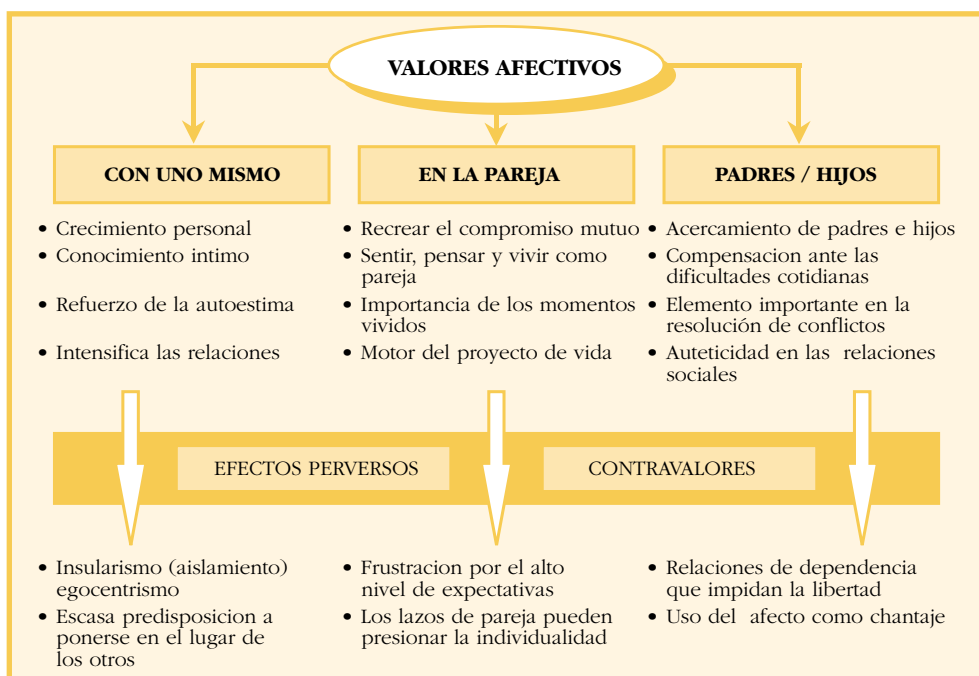 VALORES AFECTIVOS
CON UNO MISMO
• Crecimiento personal
• Conocimiento intimo
• Refuerzo de la autoestima
• Intensifica las relaciones
EN LA PAREJA
• Recrear el compromiso mutuo
• Sentir, pensar y vivir como
pareja
• Importancia de los momentos
vividos
• Motor del proyecto de vida
PADRES / HIJOS
• Acercamiento de padres e hijos
• Compensacion ante las
dificultades cotidianas
• Elemento importante en la
resolución de conflictos
• Auteticidad en las relaciones
sociales
EFECTOS PERVERSOS
CONTRAVALORES
• Insularismo (aislamiento)
egocentrismo
• Escasa predisposicion a
ponerse en el lugar de
los otros
• Frustracion por el alto
nivel de expectativas
• Los lazos de pareja pueden
presionar la individualidad
• Relaciones de dependencia
que impidan la libertad
• Uso del afecto como chantaje